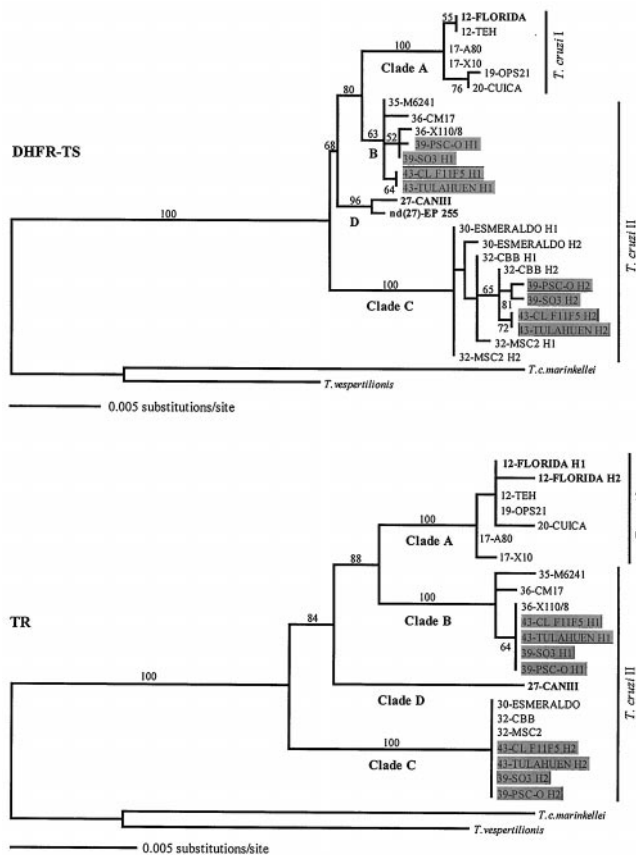 55
12-FLORIDA
12-TEH
100
17-A80
Clade A
17-X10
19-OPS21
76
20-CUICA
T. cruzi I
80
35-M6241
36-CM17
36-X110/8
DHFR-TS
68
63
52
39-PSC-O H1
B
39-SO3 H1
43-CL F11F5 H1
64
43-TULAHUEN H1
96
27-CANIII
D
nd(27)-EP 255
100
30-ESMERALDO H1
30-ESMERALDO H2
32-CBB H1
32-CBB H2
65
39-PSC-O H2
100
81
39-SO3 H2
Clade C
43-CL F11F5 H2
72
43-TULAHUEN H2
32-MSC2 H1
32-MSC2 H2
T. cruzi II
T.c.marinkellei
T.vespertilionis
0.005 substitutions/site
12-FLORIDA H1
12-FLORIDA H2
12-TEH
19-OPS21
100
20-CUICA
Clade A
17-A80
17-X10
88
35-M6241
100
36-CM17
36-X110/8
TR
84
Clade B
43-CL F11F5 H1
43-TULAHUEN H1
64
39-SO3 H1
39-PSC-O H1
27-CANIII
100
Clade D
30-ESMERALDO
32-CBB
32-MSC2
100
43-CL F11F5 H2
Clade C
43-TULAHUEN H2
39-SO3 H2
39-PSC-O H2
T. cruzi II
T.c.marinkellei
T.vespertilionis
0.005 substitutions/site